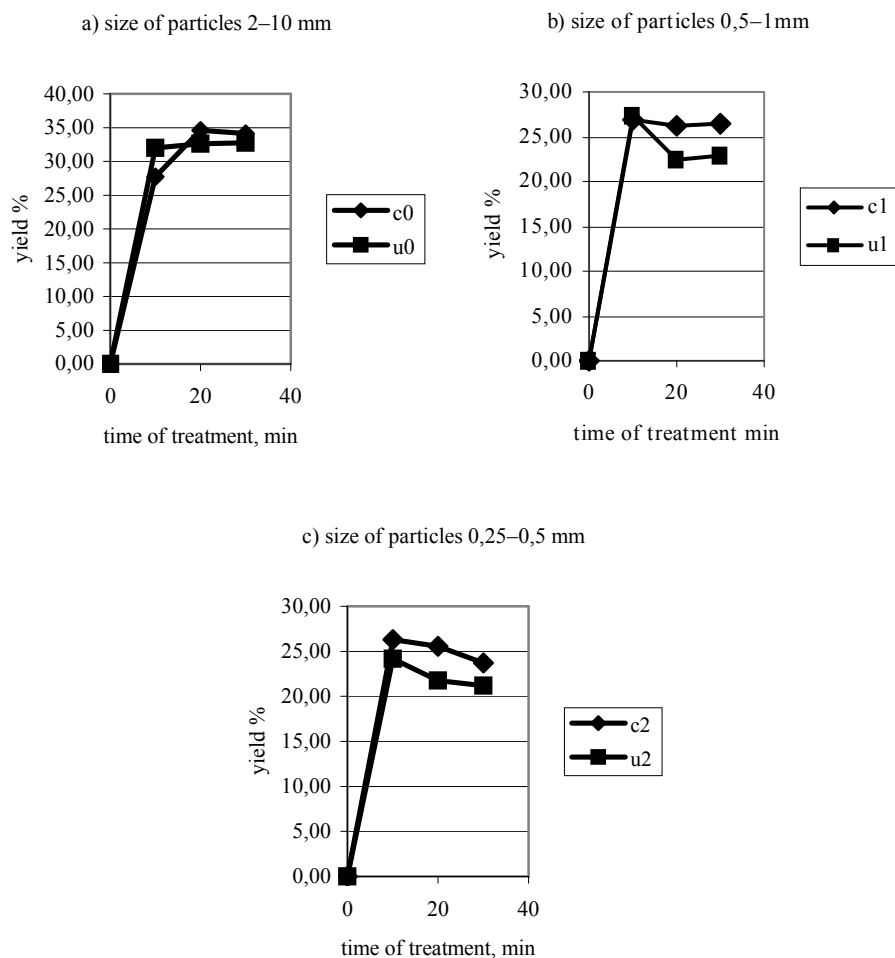 a) size of particles 2–10 mm
40,00
35,00
30,00
25,00
20,00
15,00
10,00
5,00
0,00
yield %
0 20 40
time of treatment, min
c0
u0
b) size of particles 0,5–1mm
30,00
25,00
20,00
15,00
10,00
5,00
0,00
yield %
0 20 40
time of treatment min
c1
u1
c) size of particles 0,25–0,5 mm
30,00
25,00
20,00
15,00
10,00
5,00
0,00
yield %
0 20 40
time of treatment, min
c2
u2